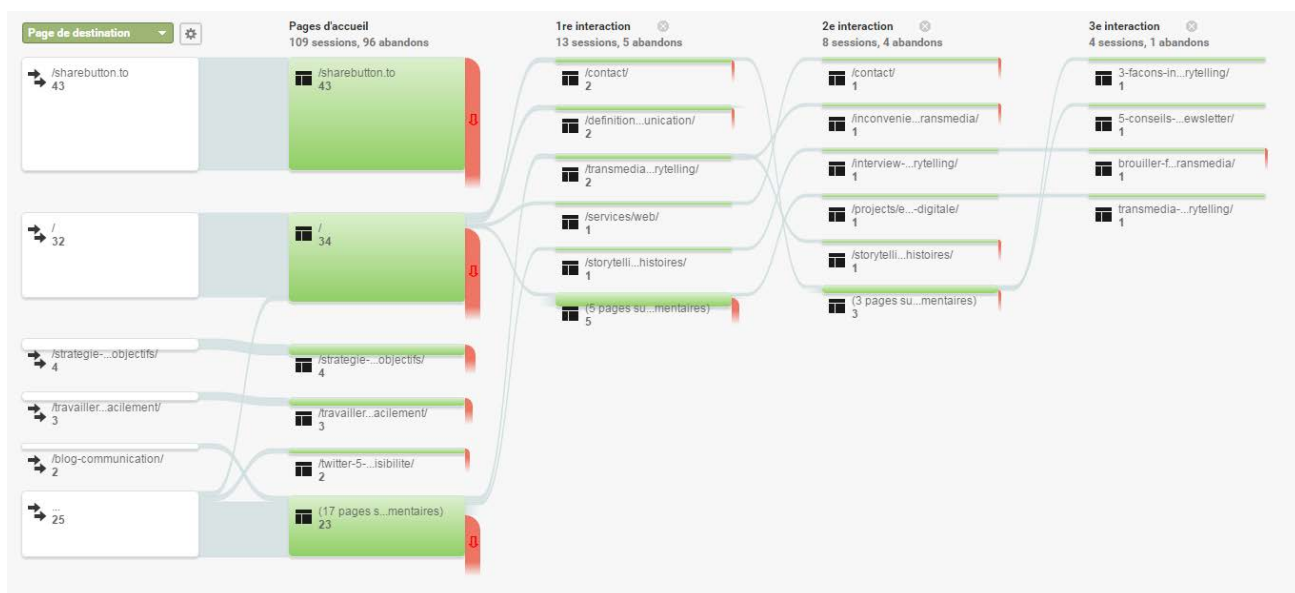 Page de destination
/sharebutton.to
43
/
32
/strategie-...objectifs/
4
/travailler...acilement/
3
/blog-communication/
2
...
25
Pages d'accueil
109 sessions, 96 abandons
/sharebutton.to
43
/
34
/strategie-...objectifs/
4
/travailler...acilement/
3
/twitter-5-...isibilite/
2
(17 pages s...mentaires)
23
1re interaction
13 sessions, 5 abandons
/contact/
2
/definition...unication/
2
/transmedia...rytelling/
2
/services/web/
1
/storytelli...histoires/
1
(5 pages su...mentaires)
5
2e interaction
8 sessions, 4 abandons
/contact/
1
/inconvenie...ransmedia/
1
/interview-...rytelling/
1
/projects/e...-digitale/
1
/storytelli...histoires/
1
(3 pages su...mentaires)
3
3e interaction
4 sessions, 1 abandons
3-facons-in...rytelling/
1
5-conseils-...ewsletter/
1
brouiller-f...ransmedia/
1
transmedia-...rytelling/
1